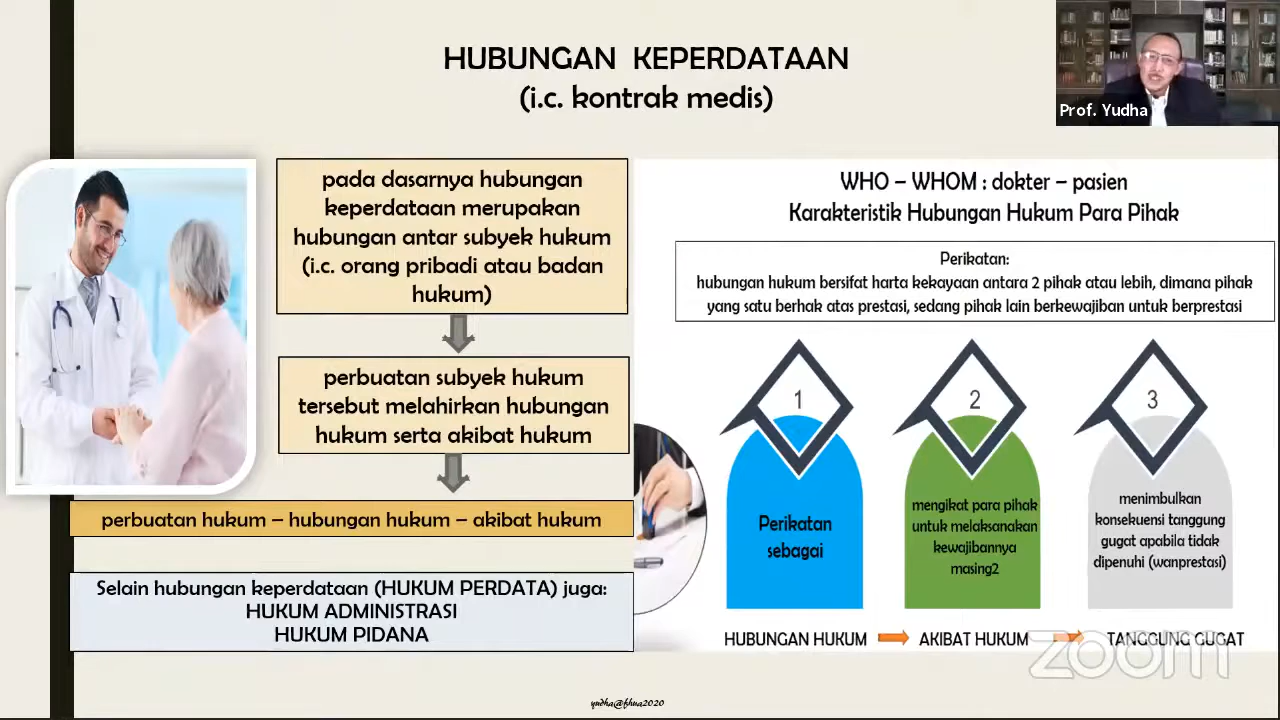 HUBUNGAN KEPERDATAAN
(i.c. kontrak medis)
Prof. Yudha
pada dasarnya hubungan
keperdataan merupakan
hubungan antar subyek hukum
(i.c. orang pribadi atau badan
hukum)
perbuatan subyek hukum
tersebut melahirkan hubungan
hukum serta akibat hukum
perbuatan hukum – hubungan hukum – akibat hukum
Selain hubungan keperdataan (HUKUM PERDATA) juga:
HUKUM ADMINISTRASI
HUKUM PIDANA
WHO – WHOM : dokter – pasien
Karakteristik Hubungan Hukum Para Pihak
Perikatan:
hubungan hukum bersifat harta kekayaan antara 2 pihak atau lebih, dimana pihak
yang satu berhak atas prestasi, sedang pihak lain berkewajiban untuk berprestasi
1
Perikatan
sebagai
2
mengikat para pihak
untuk melaksanakan
kewajibannya
masing2
3
menimbulkan
konsekuensi tanggung
gugat apabila tidak
dipenuhi (wanprestasi)
HUBUNGAN HUKUM AKIBAT HUKUM TANGGUNG GUGAT
zoom
yudha@fhua2020